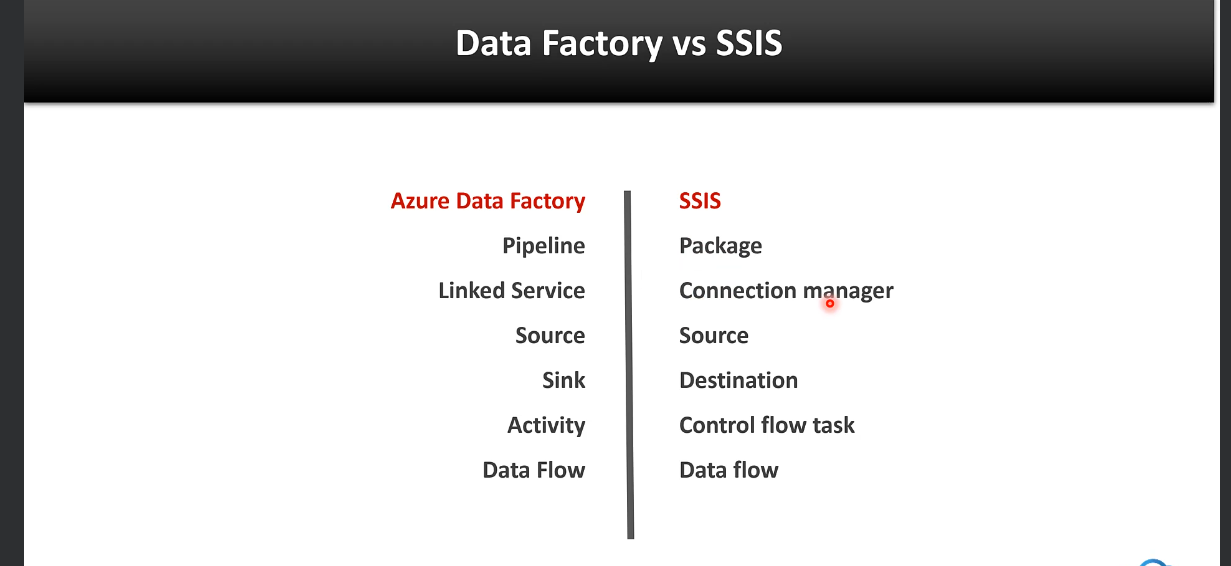 Data Factory vs SSIS
Azure Data Factory SSIS
Pipeline Package
Linked Service Connection manager
Source Source
Sink Destination
Activity Control flow task
Data Flow Data flow